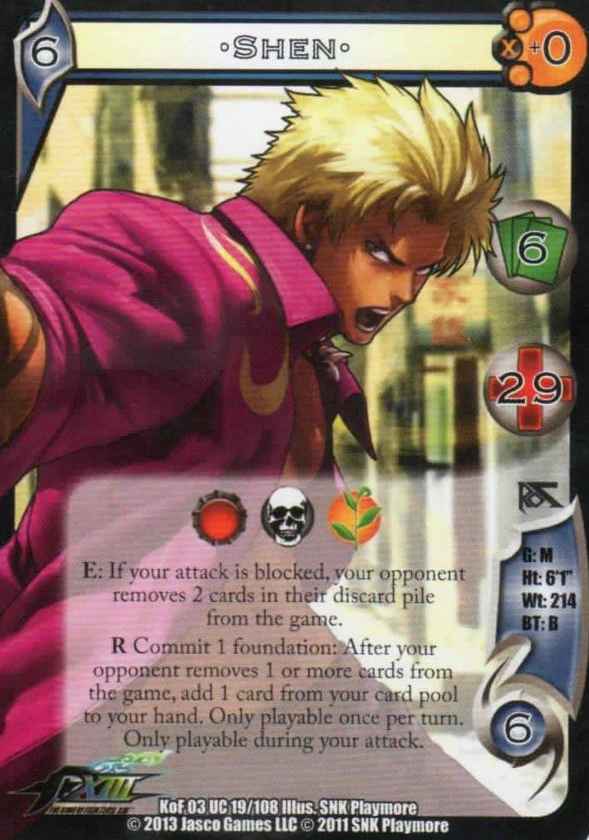 6
·SHEN·
X +0
6
29
G: M
Ht: 6'1"
Wt: 214
BT: B
E: If your attack is blocked, your opponent
removes 2 cards in their discard pile
from the game.
R Commit 1 foundation: After your
opponent removes 1 or more cards from
the game, add 1 card from your card pool
to your hand. Only playable once per turn.
Only playable during your attack.
6
XIII
KoF 03 UC 19/108 Illus. SNK Playmore
© 2013 Jasco Games LLC © 2011 SNK Playmore